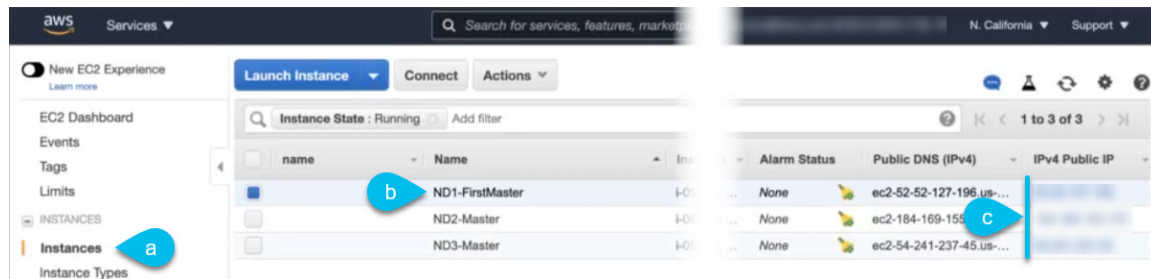 aws Services ▼ Search for services, features, N. California ▼ Support ▼
New EC2 Experience
Learn more
Launch Instance Connect Actions
EC2 Dashboard
Events
Tags
Limits
INSTANCES
Instances
Instance Types
Instance State : Running Add filter 1 to 3 of 3
name Name Alarm Status Public DNS (IPv4) IPv4 Public IP
ND1-FirstMaster None ec2-52-52-127-196.us-...
ND2-Master None ec2-184-169-155
ND3-Master None ec2-54-241-237-45.us-...
a
b
c